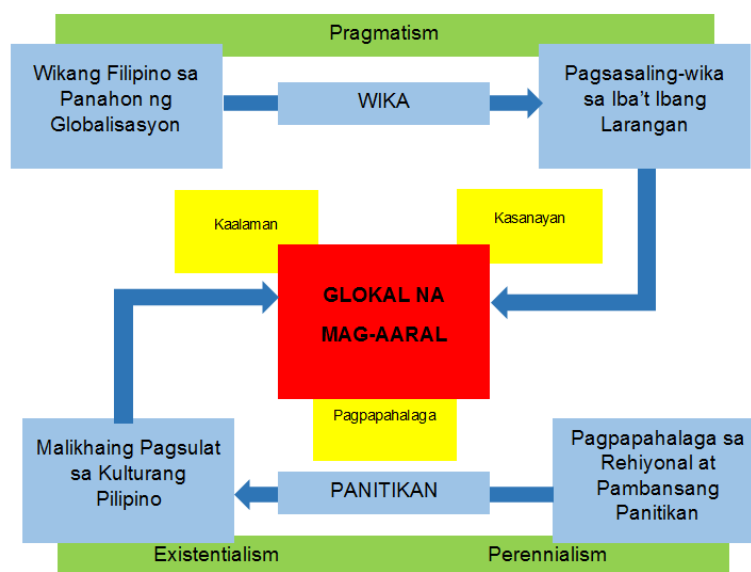 Pragmatism
Wikang Filipino sa
Panahon ng
Globalisasyon
WIKA
Pagsasaling-wika
sa Iba't Ibang
Larangan
Kaalaman
Kasanayan
GLOKAL NA
MAG-AARAL
Pagpapahalaga
Malikhaing Pagsulat
sa Kulturang
Pilipino
PANITIKAN
Pagpapahalaga sa
Rehiyonal at
Pambansang
Panitikan
Existentialism
Perennialism